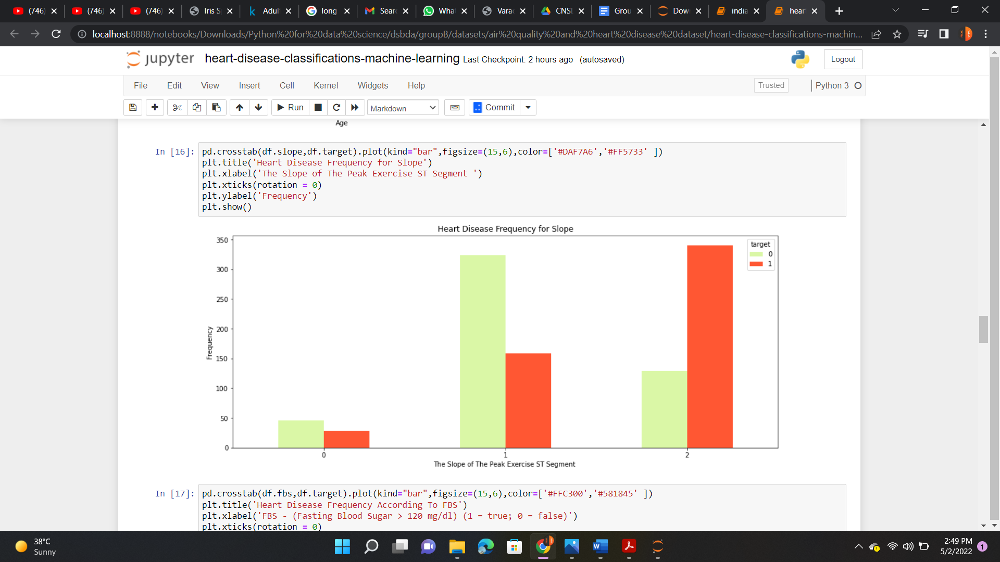 (746) (746) (746) Iris S Adul long Sear What Vara CNSL Grou Dow india hear
localhost:8888/notebooks/Downloads/Python%20for%20data%20science/dsbda/groupB/datasets/air%20quality%20and%20heart%20disease%20dataset/heart-disease-classifications-machin...
jupyter heart-disease-classifications-machine-learning Last Checkpoint: 2 hours ago (autosaved) Logout
File Edit View Insert Cell Kernel Widgets Help Trusted Python 3
Run Markdown Commit
Age
In [16]: pd.crosstab(df.slope,df.target).plot(kind="bar",figsize=(15,6),color=['#DAF7A6','#FF5733' ])
plt.title('Heart Disease Frequency for Slope')
plt.xlabel('The Slope of The Peak Exercise ST Segment ')
plt.xticks(rotation = 0)
plt.ylabel('Frequency')
plt.show()
Heart Disease Frequency for Slope
350
300
250
200
150
100
50
0
Frequency
target
0
1
0 1 2
The Slope of The Peak Exercise ST Segment
In [17]: pd.crosstab(df.fbs,df.target).plot(kind="bar",figsize=(15,6),color=['#FFC300','#581845' ])
plt.title('Heart Disease Frequency According To FBS')
plt.xlabel('FBS - (Fasting Blood Sugar > 120 mg/dl) (1 = true; 0 = false)')
plt.xticks(rotation = 0)
38°C
Sunny
2:49 PM
5/2/2022
1